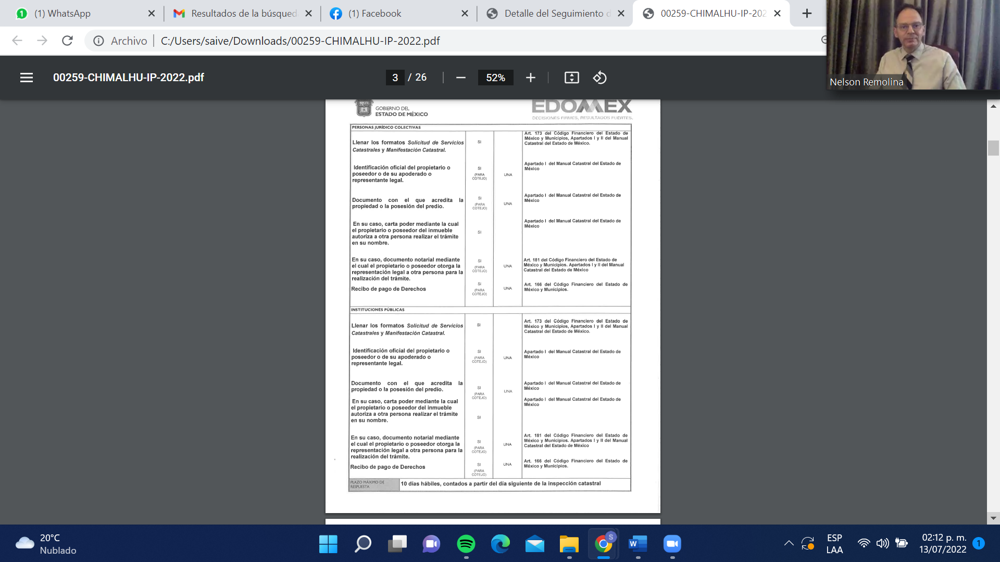 (1) WhatsApp
Resultados de la búsqued
(1) Facebook
Detalle del Seguimiento d
00259-CHIMALHU-IP-202
Archivo
C:/Users/saive/Downloads/00259-CHIMALHU-IP-2022.pdf
00259-CHIMALHU-IP-2022.pdf
3 / 26
52%
Nelson Remolina
GOBIERNO DEL
ESTADO DE MÉXICO
EDOMEX
DECISIONES FIRMES, RESULTADOS FUERTES.
PERSONAS JURÍDICO COLECTIVAS
Llenar los formatos Solicitud de Servicios
Catastrales y Manifestación Catastral.
SI
Art. 173 del Código Financiero del Estado de
México y Municipios, Apartados I y II del Manual
Catastral del Estado de México.
Identificación oficial del propietario o
poseedor o de su apoderado o
representante legal.
SI
(PARA
COTEJO)
UNA
Apartado I del Manual Catastral del Estado de
México
Documento con el que acredita la
propiedad o la posesión del predio.
SI
(PARA
COTEJO)
UNA
Apartado I del Manual Catastral del Estado de
México
En su caso, carta poder mediante la cual
el propietario o poseedor del inmueble
autoriza a otra persona realizar el trámite
en su nombre.
SI
Apartado I del Manual Catastral del Estado de
México
En su caso, documento notarial mediante
el cual el propietario o poseedor otorga la
representación legal a otra persona para la
realización del trámite.
SI
(PARA
COTEJO)
UNA
Art. 181 del Código Financiero del Estado de
México y Municipios. Apartados I y II del Manual
Catastral del Estado de México
Recibo de pago de Derechos
SI
(PARA
COTEJO)
UNA
Art. 166 del Código Financiero del Estado de
México y Municipios.
INSTITUCIONES PÚBLICAS
Llenar los formatos Solicitud de Servicios
Catastrales y Manifestación Catastral.
SI
Art. 173 del Código Financiero del Estado de
México y Municipios, Apartados I y II del Manual
Catastral del Estado de México.
Identificación oficial del propietario o
poseedor o de su apoderado o
representante legal.
SI
(PARA
COTEJO)
UNA
Apartado I del Manual Catastral del Estado de
México
Documento con el que acredita la
propiedad o la posesión del predio.
SI
(PARA
COTEJO)
UNA
Apartado I del Manual Catastral del Estado de
México
En su caso, carta poder mediante la cual
el propietario o poseedor del inmueble
autoriza a otra persona realizar el trámite
en su nombre.
SI
Apartado I del Manual Catastral del Estado de
México
En su caso, documento notarial mediante
el cual el propietario o poseedor otorga la
representación legal a otra persona para la
realización del trámite.
SI
(PARA
COTEJO)
UNA
Art. 181 del Código Financiero del Estado de
México y Municipios. Apartados I y II del Manual
Catastral del Estado de México
Recibo de pago de Derechos
SI
(PARA
COTEJO)
UNA
Art. 166 del Código Financiero del Estado de
México y Municipios.
PLAZO MÁXIMO DE
RESPUESTA
10 días hábiles, contados a partir del día siguiente de la inspección catastral
20°C
Nublado
S
ESP
LAA
02:12 p. m.
13/07/2022
1